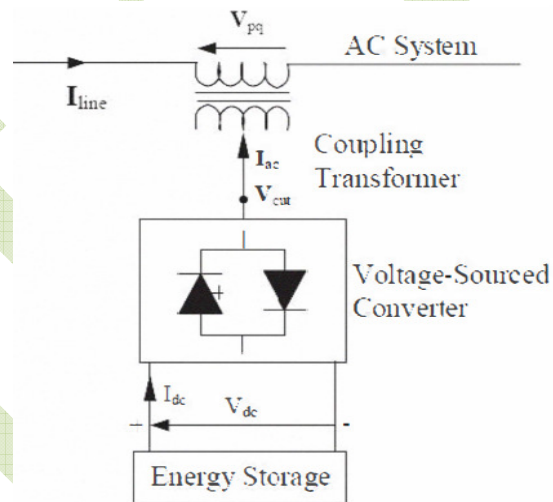 V_pq
AC System
I_line
I_ac
Coupling
Transformer
V_out
Voltage-Sourced
Converter
+
I_dc
V_dc
+
-
Energy Storage